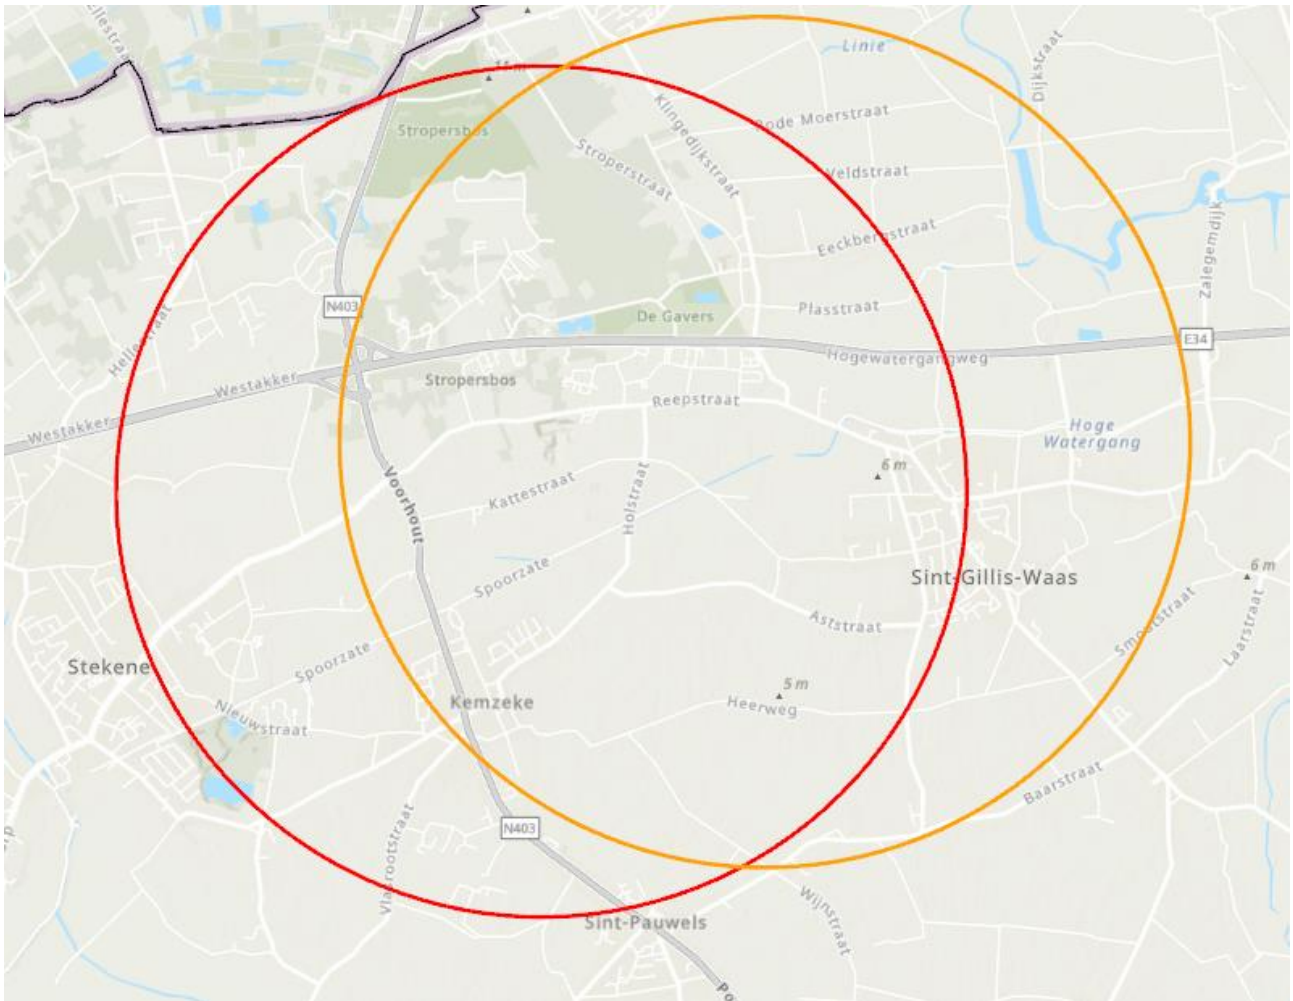 Linie
Dijkstraat
11 m
Klingedijkstraat
Rode Moerstraat
Stropersbos
Stroperstraat
Veldstraat
Eeckbergstraat
Zalegemdijk
N403
Plasstraat
De Gavers
Hellestraat
E34
Hogewatergangweg
Westakker
Stropersbos
Reepstraat
Westakker
Hoge
Watergang
6 m
Voorhout
Kattestraat
Holstraat
Spoorzate
Sint-Gillis-Waas
6 m
Aststraat
Smoutstraat
Laarstraat
Stekene
Spoorzate
5 m
Kemzeke
Heerweg
Nieuwstraat
Baarstraat
N403
Sint-Pauwels
Wijnstraat